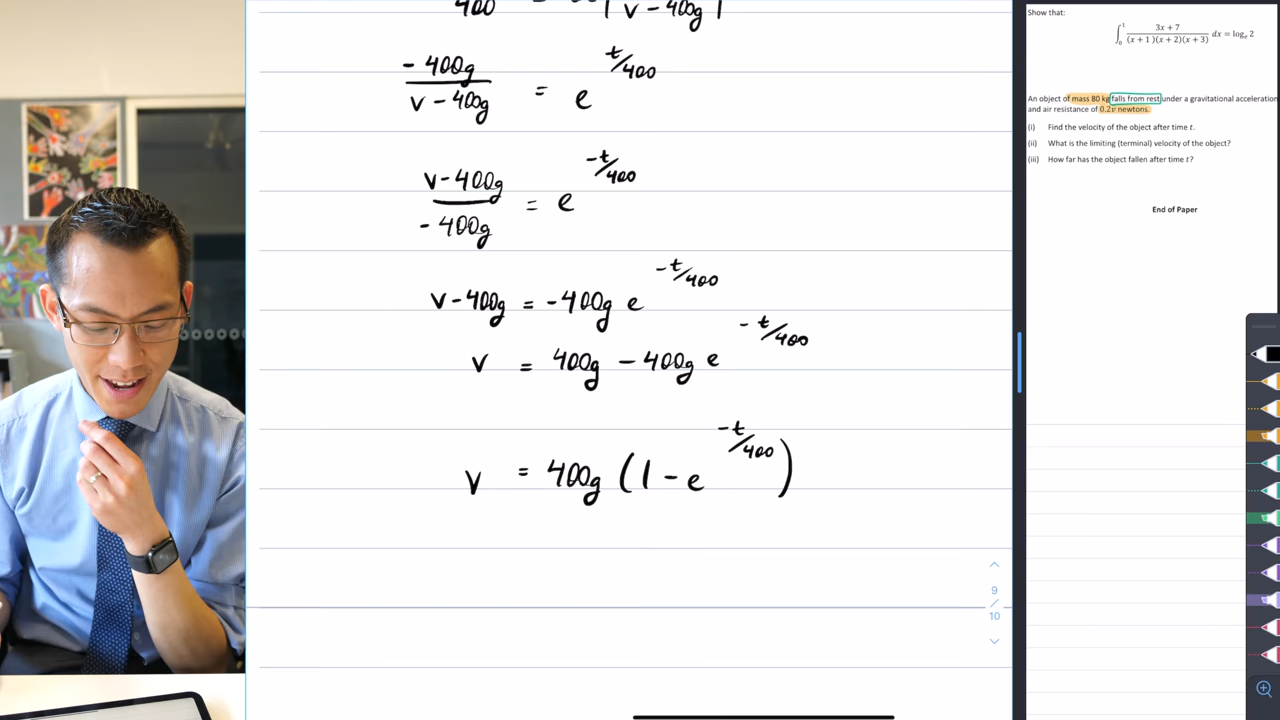 400 = | v - 400g |
- 400g / v - 400g = e^(t/400)
v - 400g / - 400g = e^(-t/400)
v - 400g = - 400g e^(-t/400)
v = 400g - 400g e^(-t/400)
v = 400g (1 - e^(-t/400))
9
/
10
Show that:
∫₀¹ (3x + 7) / ((x + 1)(x + 2)(x + 3)) dx = logₑ 2
An object of mass 80 kg falls from rest under a gravitational acceleration
and air resistance of 0.2v newtons.
(i) Find the velocity of the object after time t.
(ii) What is the limiting (terminal) velocity of the object?
(iii) How far has the object fallen after time t?
End of Paper